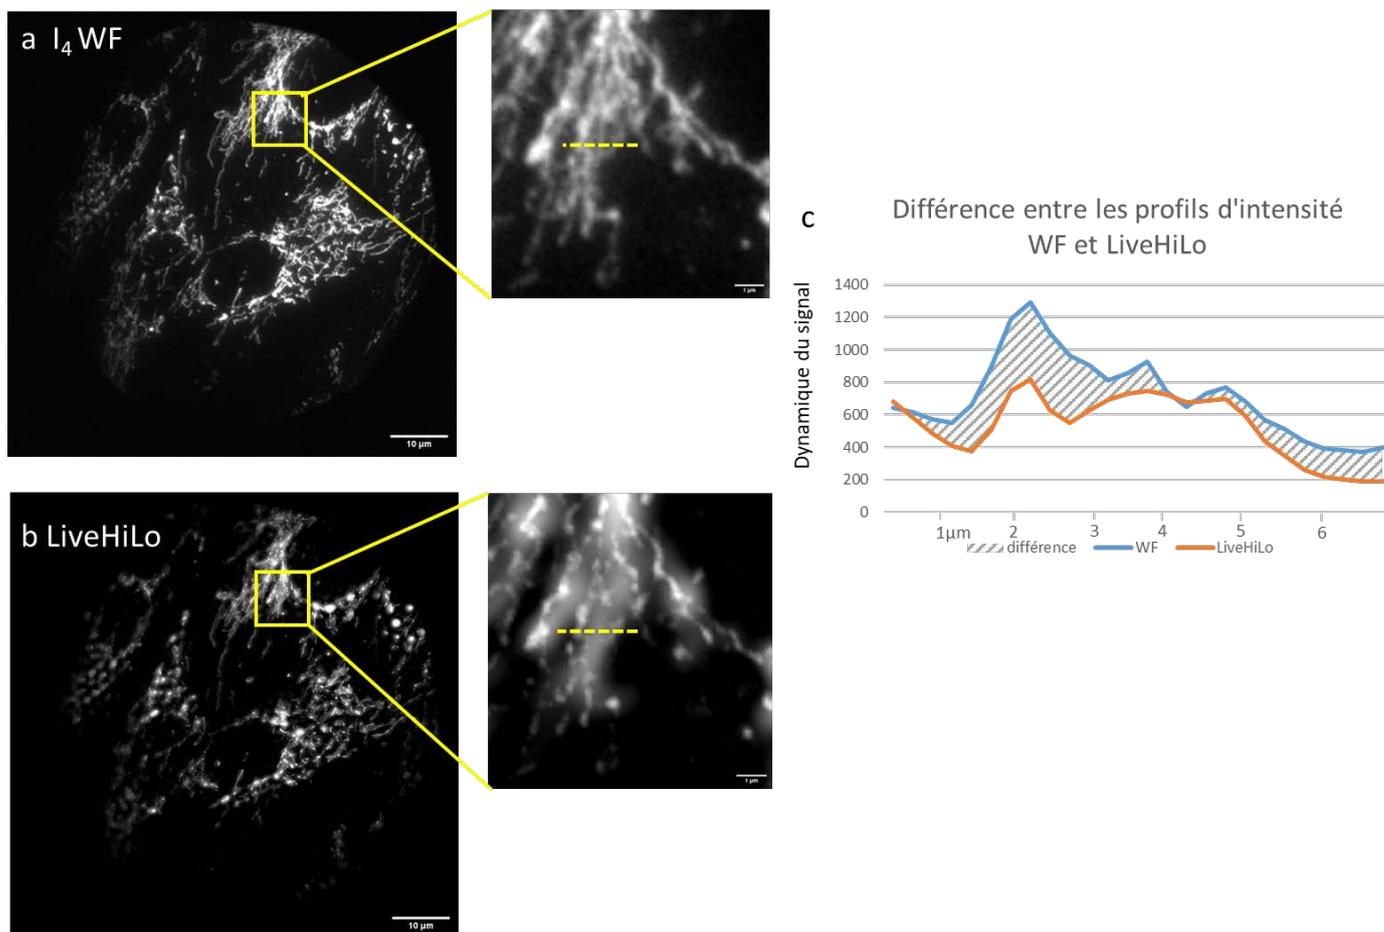 a I₄ WF
10 µm
1 µm
b LiveHiLo
10 µm
1 µm
c
Différence entre les profils d'intensité
WF et LiveHiLo
Dynamique du signal
1400
1200
1000
800
600
400
200
0
1µm 2 3 4 5 6
différence WF LiveHiLo